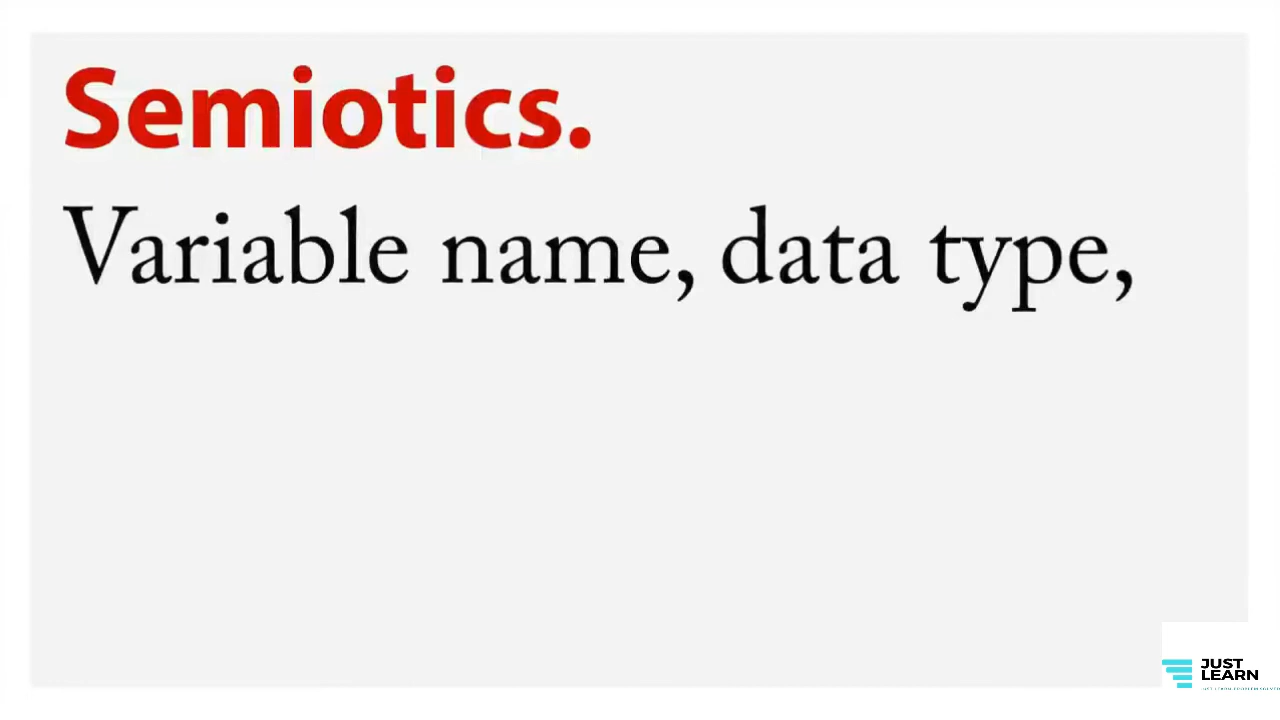 Semiotics.
Variable name, data type,
JUST
LEARN